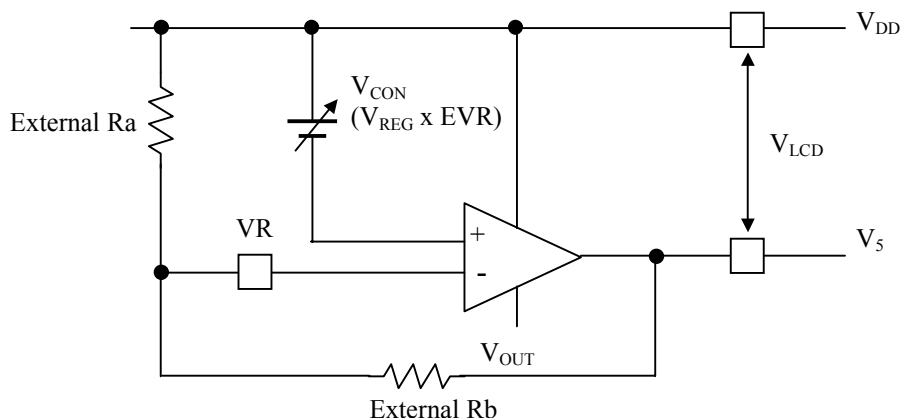 V_DD
V_CON
(V_REG x EVR)
External Ra
V_LCD
VR
+
V_5
-
V_OUT
External Rb